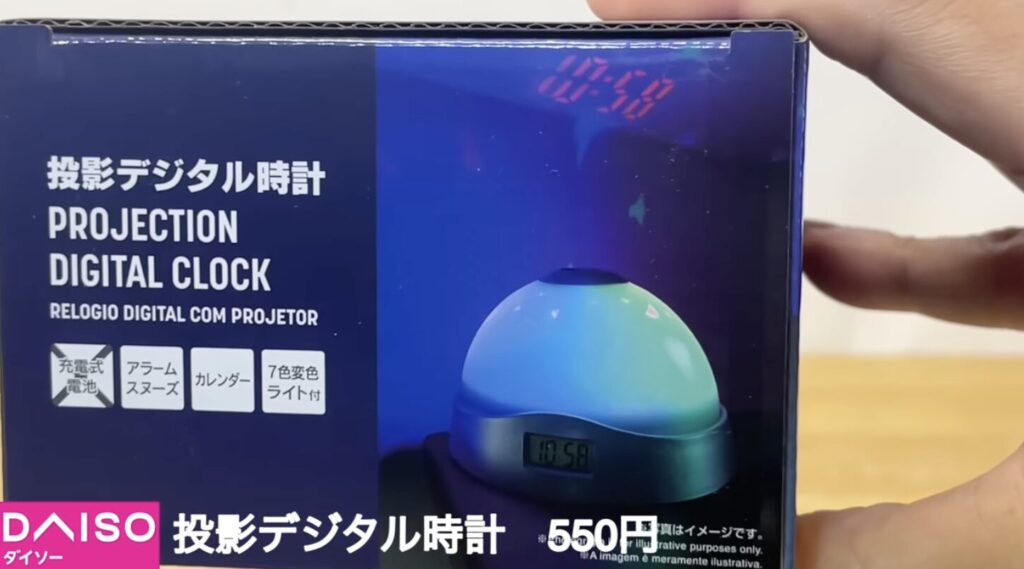 投影デジタル時計
PROJECTION
DIGITAL CLOCK
RELOGIO DIGITAL COM PROJETOR
充電式
電池
アラーム
スヌーズ
カレンダー
7色変色
ライト付
10:58
10:58
※写真はイメージです。
illustrative purposes only.
※A imagem é meramente ilustrativa.
DAISO
ダイソー
投影デジタル時計 550円